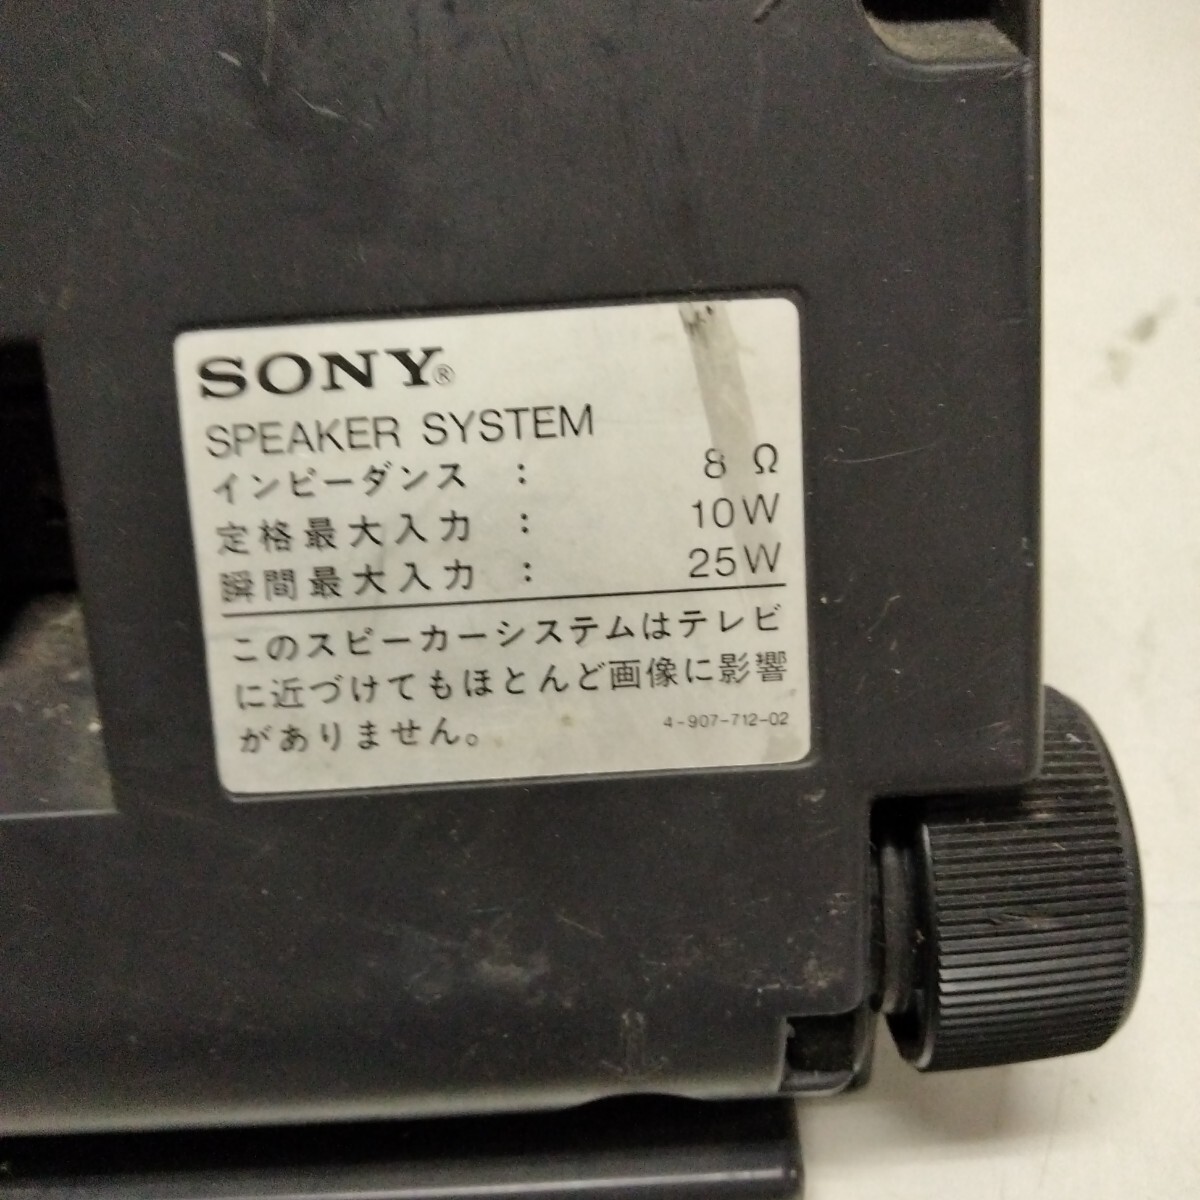 SONY®
SPEAKER SYSTEM
インピーダンス : 8 Ω
定格最大入力 : 10W
瞬間最大入力 : 25W
このスピーカーシステムはテレビ
に近づけてもほとんど画像に影響
がありません。 4-907-712-02